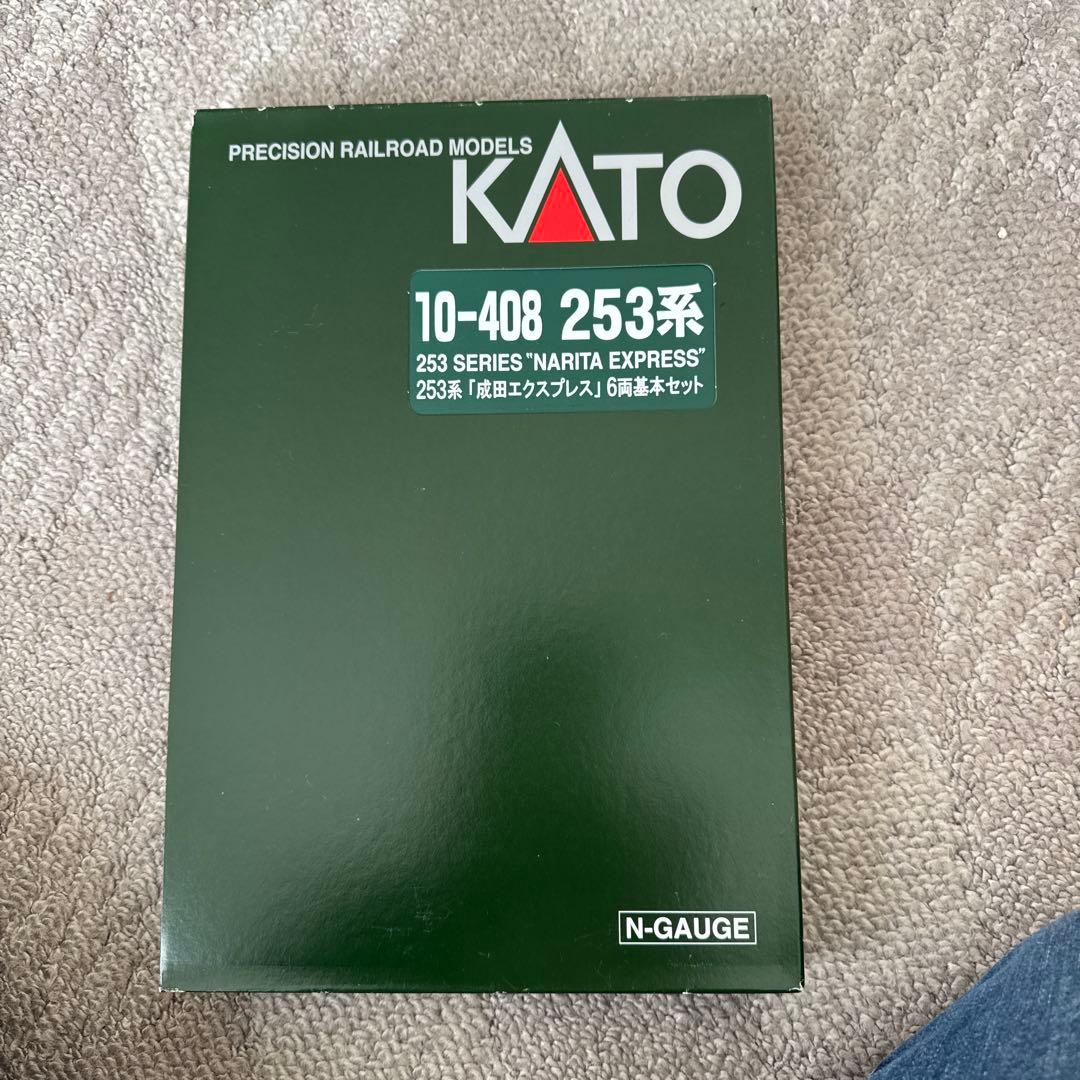 PRECISION RAILROAD MODELS
KATO
10-408 253系
253 SERIES "NARITA EXPRESS"
253系「成田エクスプレス」6両基本セット
N-GAUGE